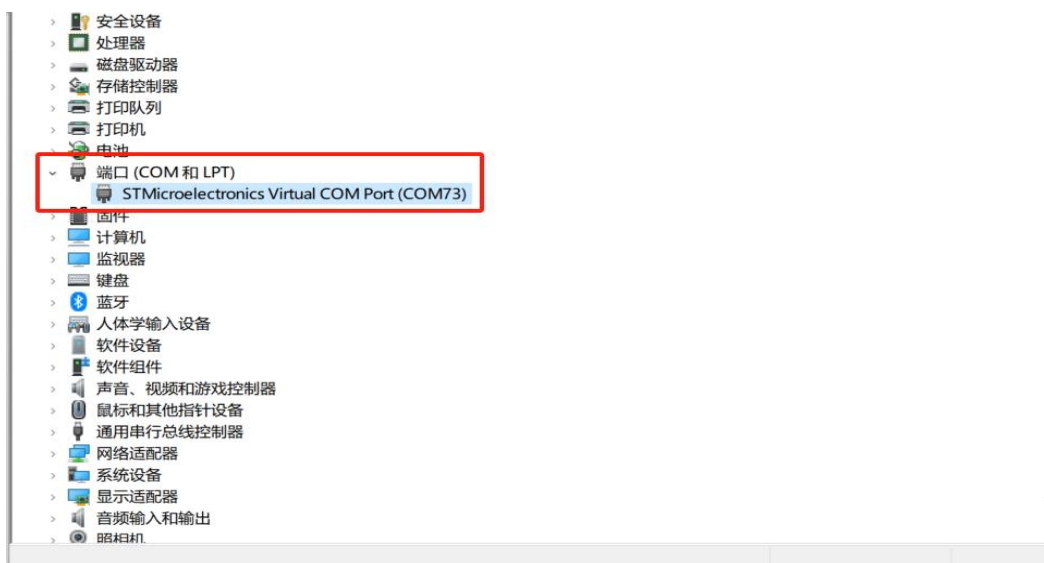 安全设备
处理器
磁盘驱动器
存储控制器
打印队列
打印机
电池
端口 (COM 和 LPT)
STMicroelectronics Virtual COM Port (COM73)
固件
计算机
监视器
键盘
蓝牙
人体学输入设备
软件设备
软件组件
声音、视频和游戏控制器
鼠标和其他指针设备
通用串行总线控制器
网络适配器
系统设备
显示适配器
音频输入和输出
照相机